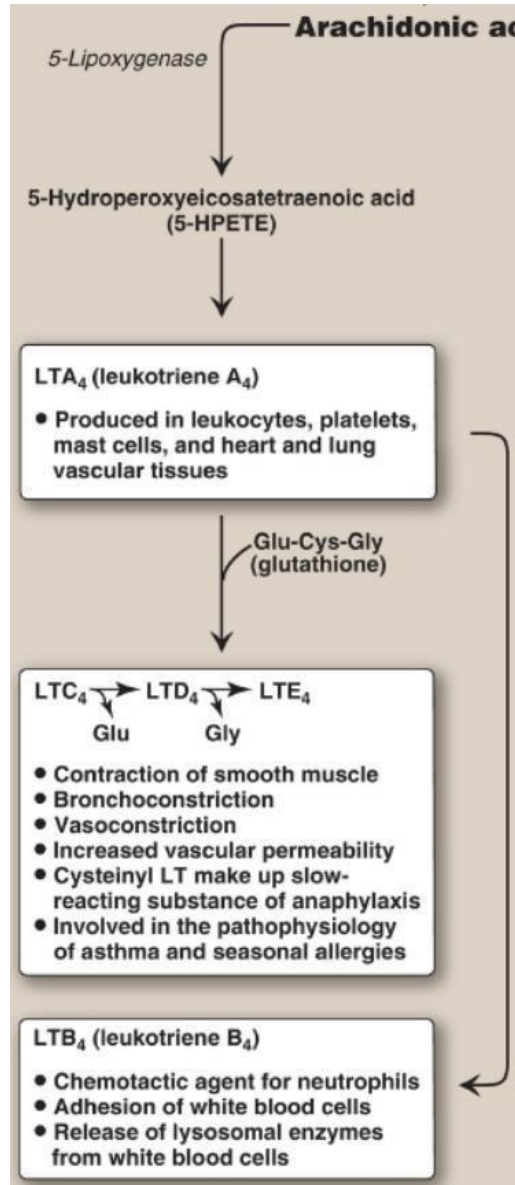 Arachidonic ac
5-Lipoxygenase
5-Hydroperoxyeicosatetraenoic acid
(5-HPETE)
LTA₄ (leukotriene A₄)
• Produced in leukocytes, platelets,
mast cells, and heart and lung
vascular tissues
Glu-Cys-Gly
(glutathione)
LTC₄ LTD₄ LTE₄
Glu Gly
• Contraction of smooth muscle
• Bronchoconstriction
• Vasoconstriction
• Increased vascular permeability
• Cysteinyl LT make up slow-
reacting substance of anaphylaxis
• Involved in the pathophysiology
of asthma and seasonal allergies
LTB₄ (leukotriene B₄)
• Chemotactic agent for neutrophils
• Adhesion of white blood cells
• Release of lysosomal enzymes
from white blood cells